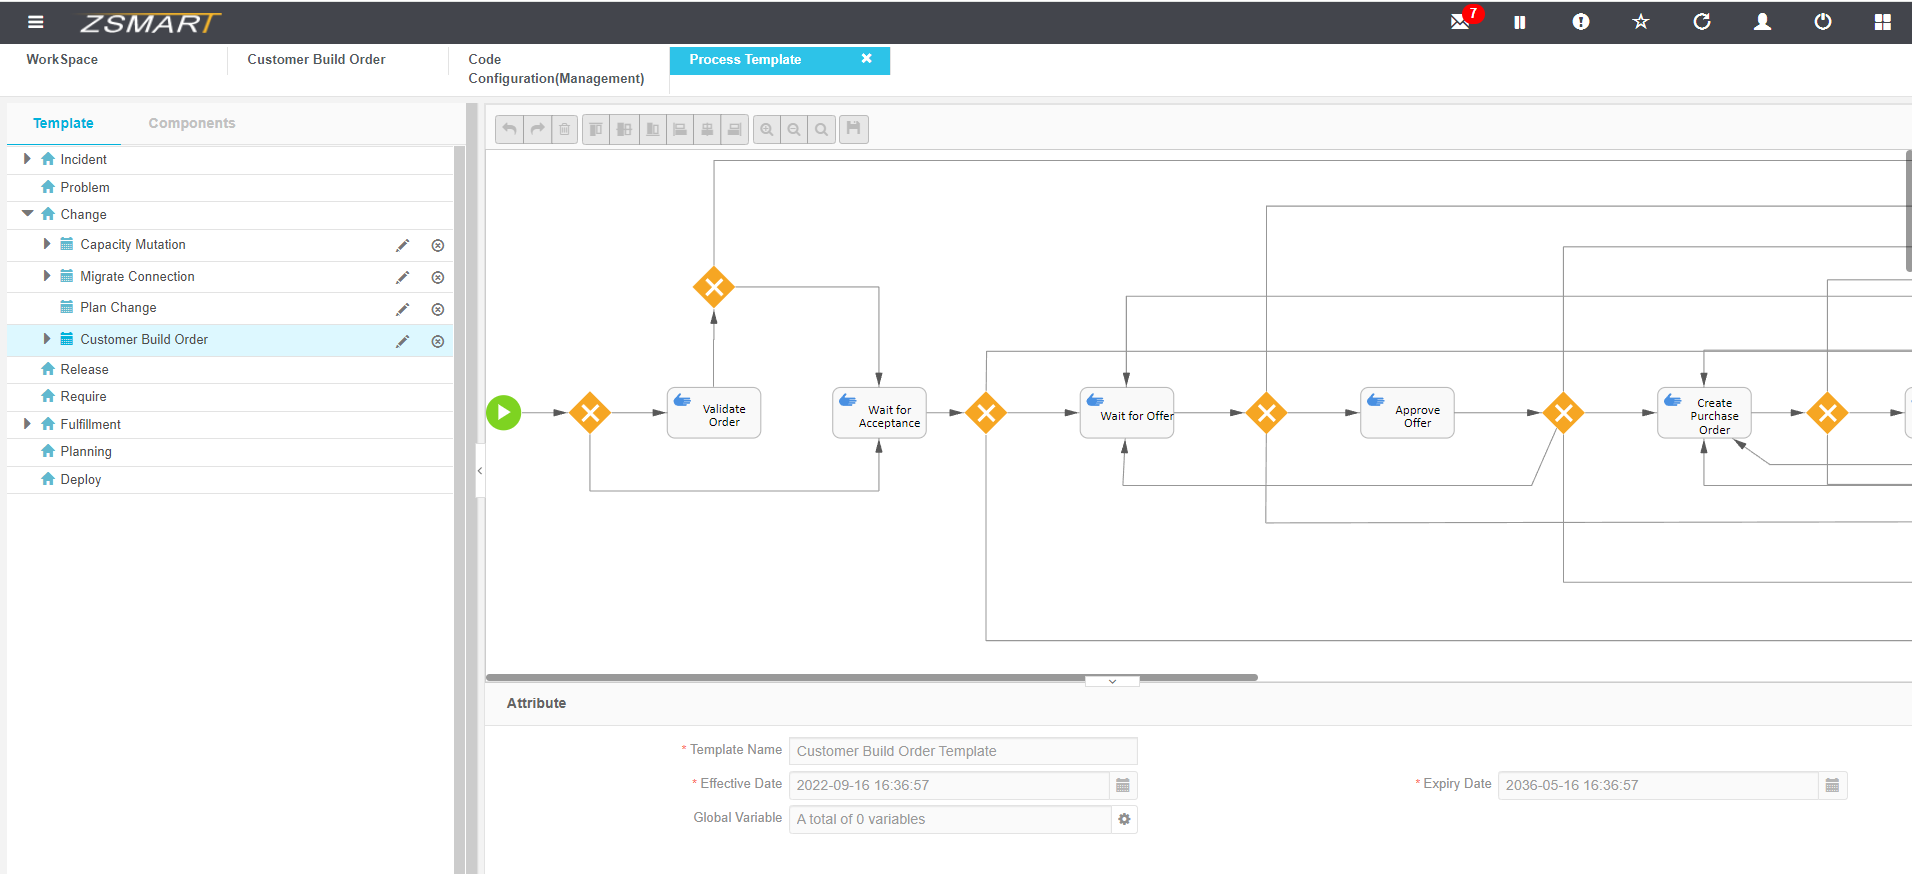 ZSMART
7
WorkSpace
Customer Build Order
Code
Configuration(Management)
Process Template
Template
Components
Incident
Problem
Change
Capacity Mutation
Migrate Connection
Plan Change
Customer Build Order
Release
Require
Fulfillment
Planning
Deploy
Validate
Order
Wait for
Acceptance
Wait for Offer
Approve
Offer
Create
Purchase
Order
Attribute
* Template Name
Customer Build Order Template
* Effective Date
2022-09-16 16:36:57
* Expiry Date
2036-05-16 16:36:57
Global Variable
A total of 0 variables